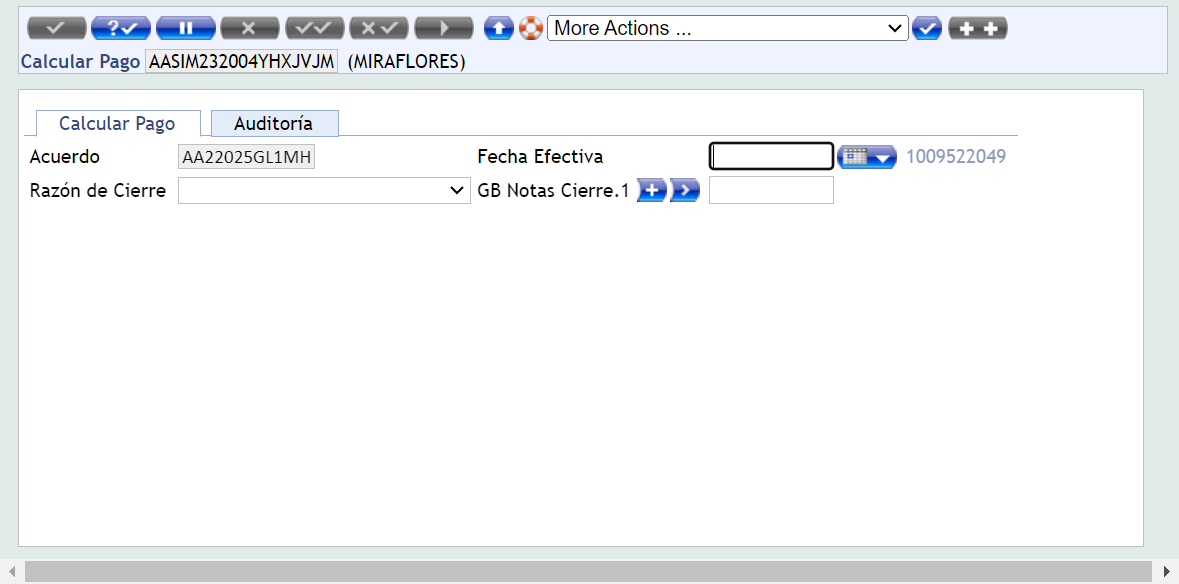 More Actions ...
Calcular Pago AASIM232004YHXJVJM (MIRAFLORES)
Calcular Pago Auditoría
Acuerdo AA22025GL1MH Fecha Efectiva 1009522049
Razón de Cierre GB Notas Cierre.1